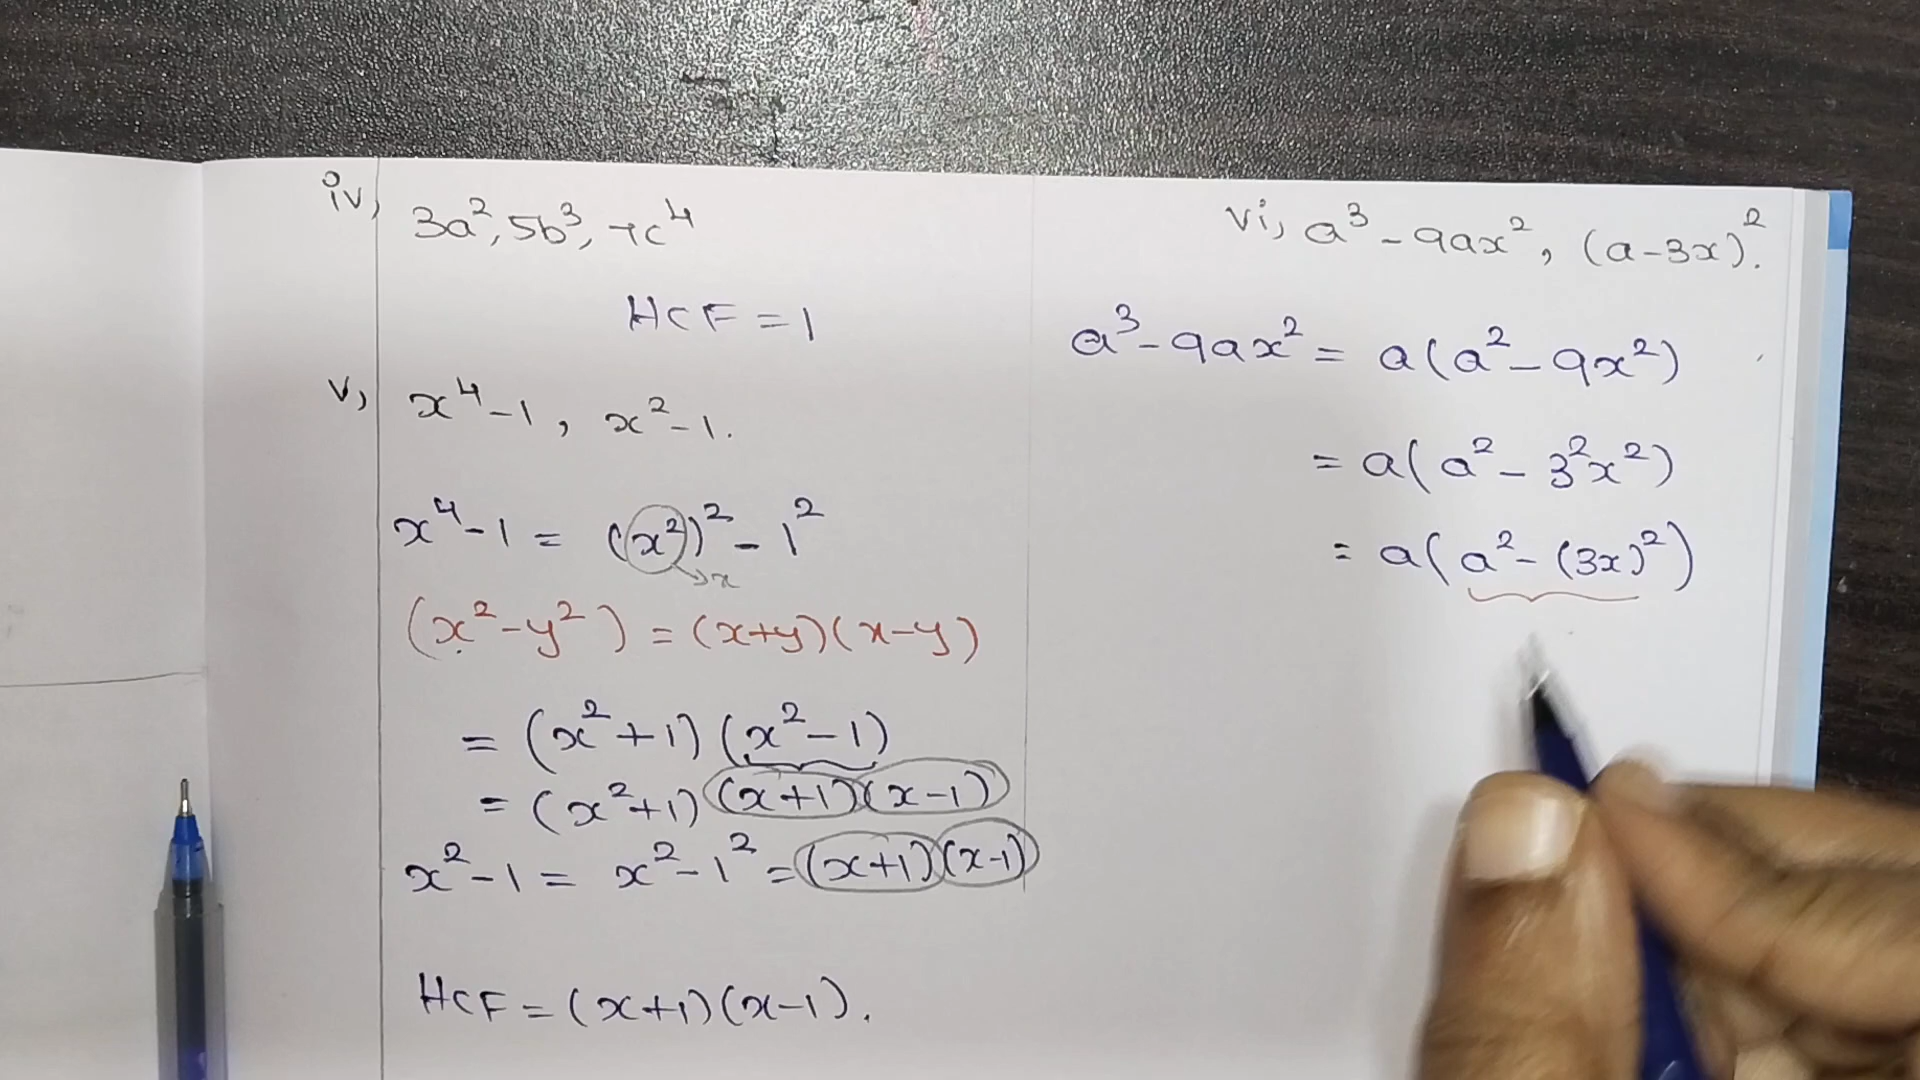 iv, 3a², 5b³, 7c⁴
HCF = 1
v, x⁴-1, x²-1.
x⁴-1 = (x²)² - 1²
→x
(x²-y²) = (x+y)(x-y)
= (x²+1)(x²-1)
= (x²+1)(x+1)(x-1)
x²-1 = x²-1² = (x+1)(x-1)
HCF = (x+1)(x-1).
vi, a³-9ax², (a-3x)².
a³-9ax² = a(a²-9x²)
= a(a²-3²x²)
= a(a²-(3x)²)